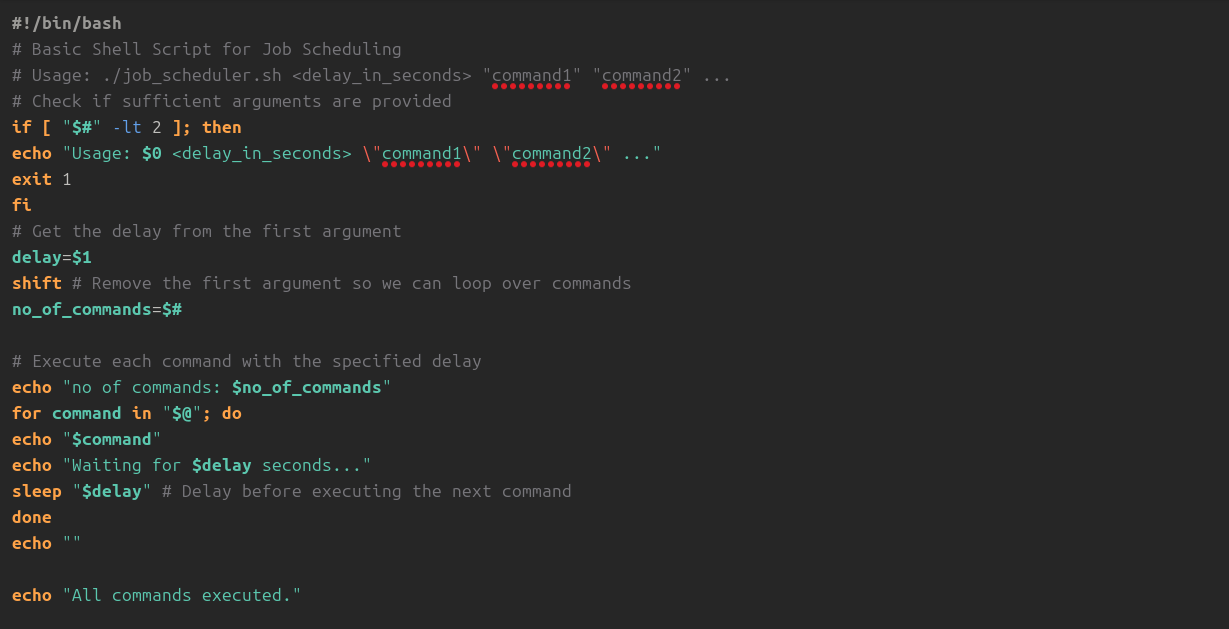 #!/bin/bash
# Basic Shell Script for Job Scheduling
# Usage: ./job_scheduler.sh <delay_in_seconds> "command1" "command2" ...
# Check if sufficient arguments are provided
if [ "$#" -lt 2 ]; then
echo "Usage: $0 <delay_in_seconds> \"command1\" \"command2\" ..."
exit 1
fi
# Get the delay from the first argument
delay=$1
shift # Remove the first argument so we can loop over commands
no_of_commands=$#
# Execute each command with the specified delay
echo "no of commands: $no_of_commands"
for command in "$@"; do
echo "$command"
echo "Waiting for $delay seconds..."
sleep "$delay" # Delay before executing the next command
done
echo ""
echo "All commands executed."